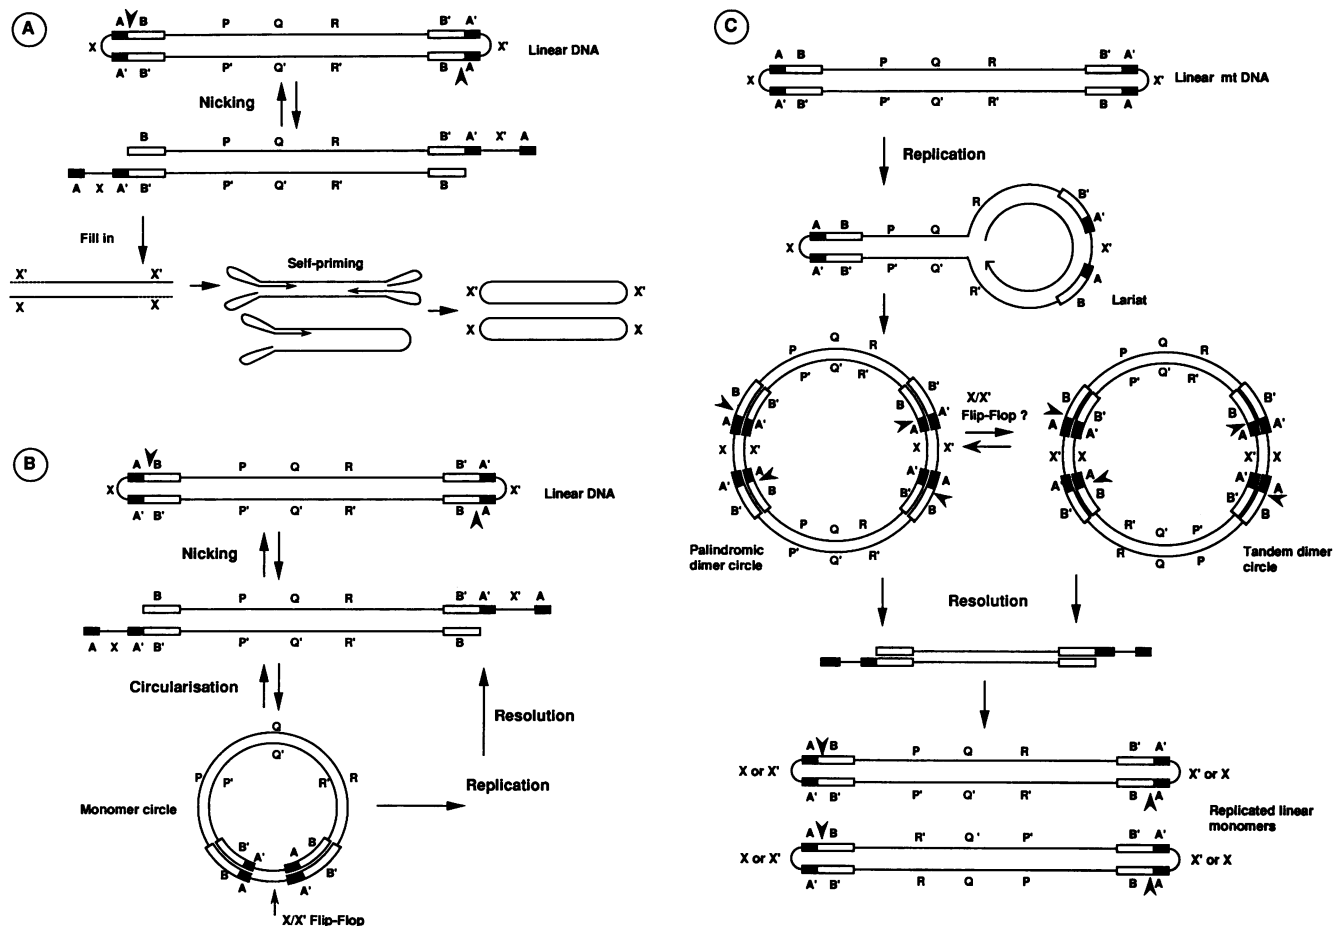 A
A B P Q R B' A'
X X' Linear DNA
A' B' P' Q' R' B A
Nicking
B P Q R B' A' X' A
A X A' B' P' Q' R' B
Fill in
Self-priming
X' X'
X X
X' X'
X X
B
A B P Q R B' A'
X X' Linear DNA
A' B' P' Q' R' B A
Nicking
B P Q R B' A' X' A
A X A' B' P' Q' R' B
Circularisation
Resolution
Q
Q'
P P' R' R
Monomer circle
Replication
B' A' A B
B A A' B'
X/X' Flip-Flop
C
A B P Q R B' A'
X X' Linear mt DNA
A' B' P' Q' R' B A
Replication
R B'
A B P Q A'
X X'
A' B' P' Q' R' A
B
Lariat
P Q R
P' Q' R'
B B' B B'
A A' A A'
X X' X X'
A' A A' A
B' B B' B
P Q R
P' Q' R'
Palindromic
dimer circle
X/X'
Flip-Flop ?
P Q R
P' Q' R'
B B' B B'
A A' A A'
X' X X' X
A A A' A
B' B B' B
R' Q' P'
R Q P
Tandem dimer
circle
Resolution
A B P Q R B' A'
X or X' X' or X
A' B' P' Q' R' B A
Replicated linear
monomers
A B R' Q' P' B' A'
X or X' X' or X
A' B' R Q P B A